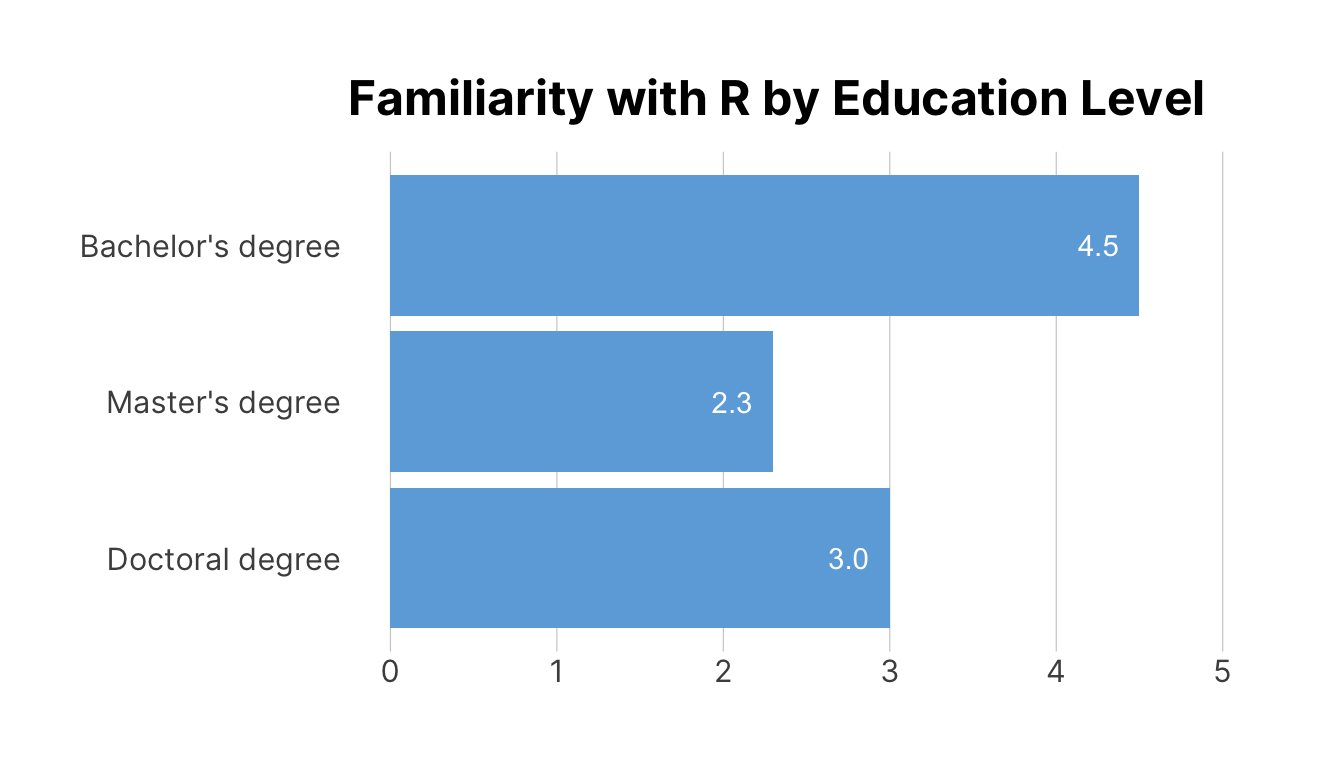 Familiarity with R by Education Level
Bachelor's degree
4.5
Master's degree
2.3
Doctoral degree
3.0
0 1 2 3 4 5